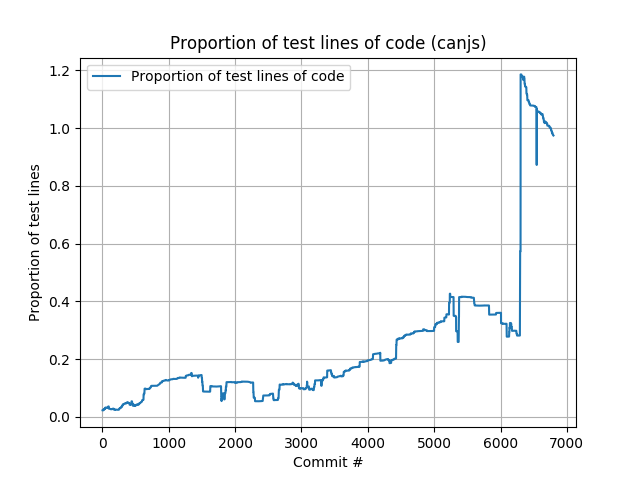 Proportion of test lines of code (canjs)
Proportion of test lines of code
Proportion of test lines
1.2
1.0
0.8
0.6
0.4
0.2
0.0
0 1000 2000 3000 4000 5000 6000 7000
Commit #